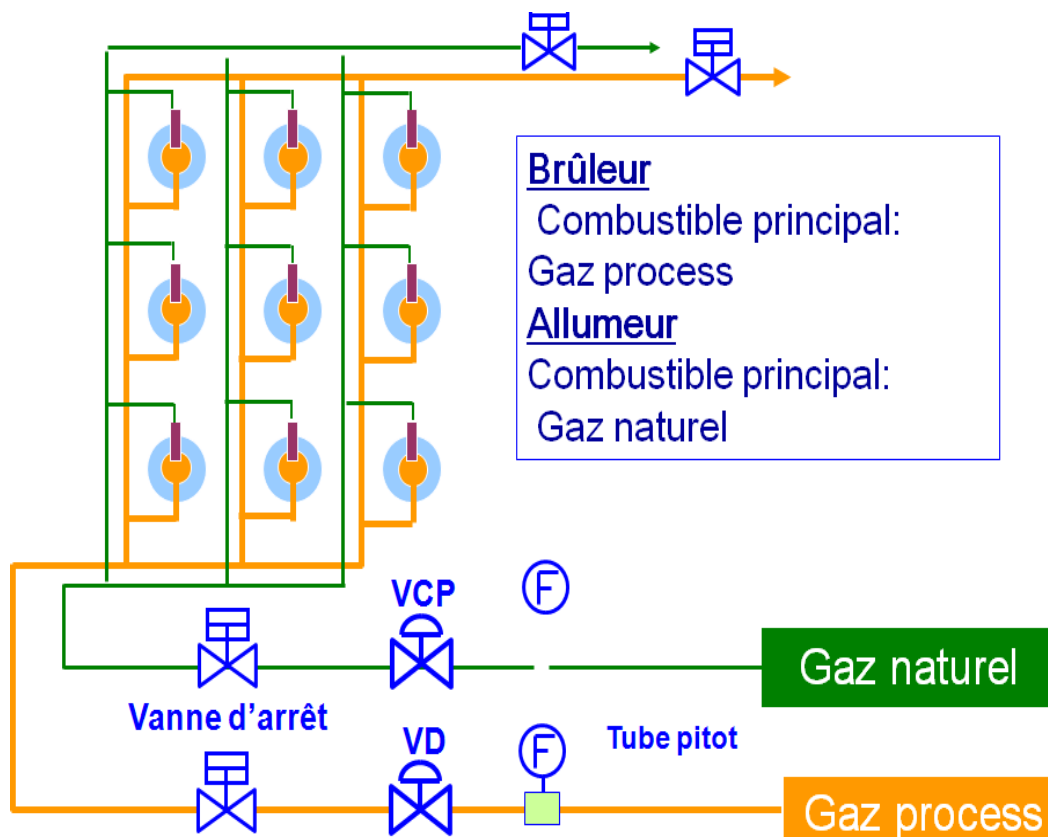 Brûleur
Combustible principal:
Gaz process
Allumeur
Combustible principal:
Gaz naturel
VCP
F
Gaz naturel
Vanne d'arrêt
VD
F
Tube pitot
Gaz process